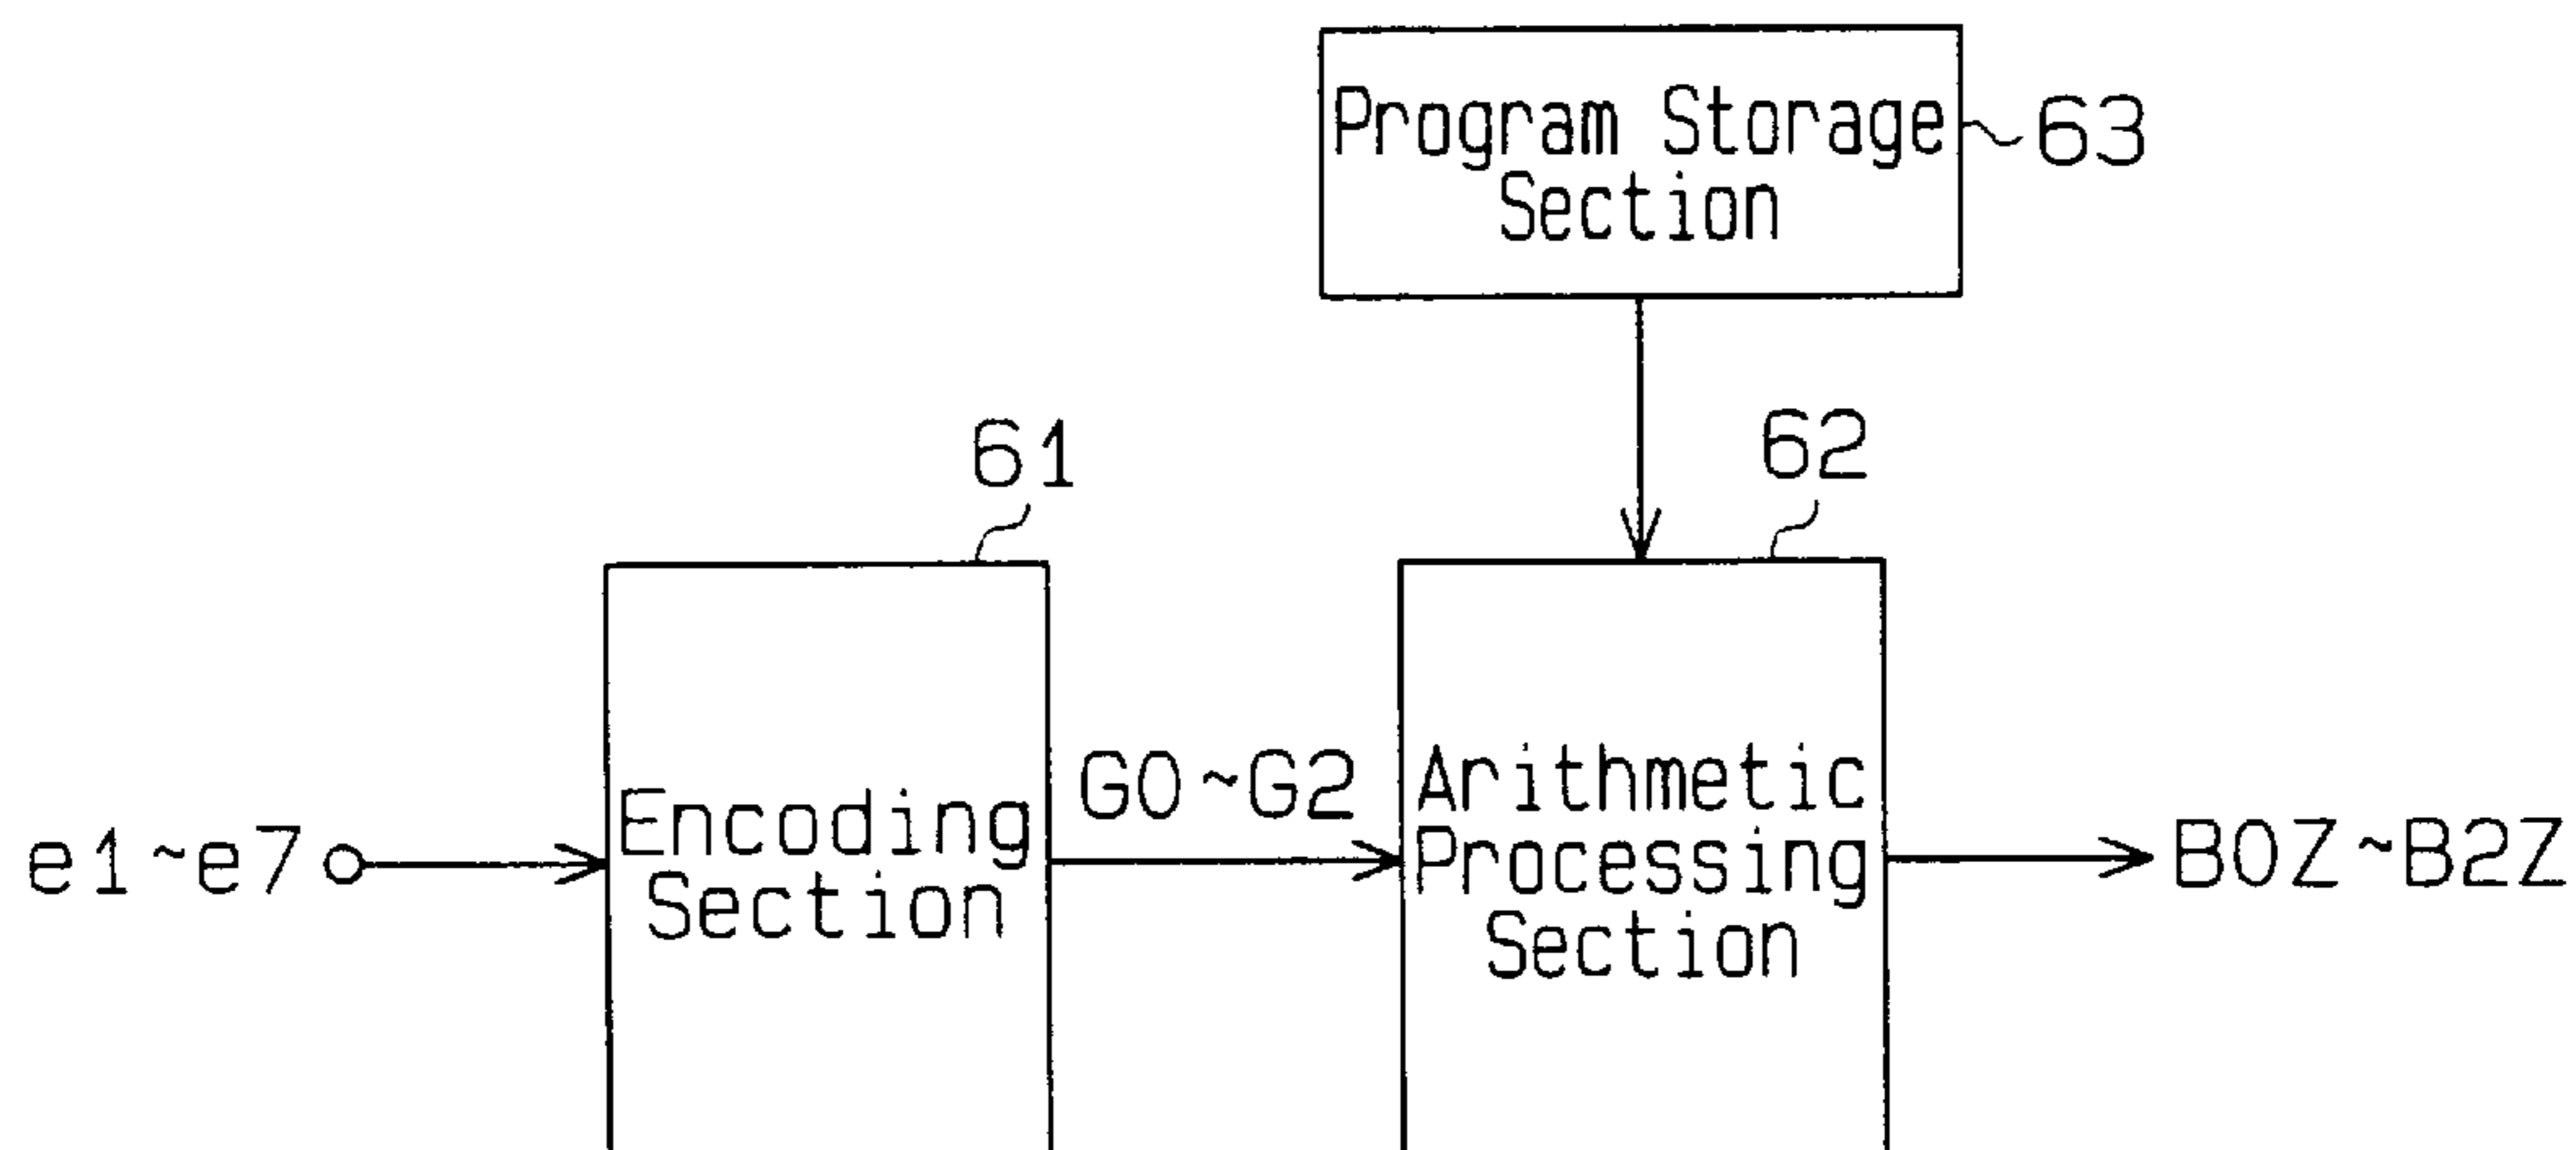 Program Storage
Section
63
61
62
e1~e7
Encoding
Section
G0~G2
Arithmetic
Processing
Section
B0Z~B2Z